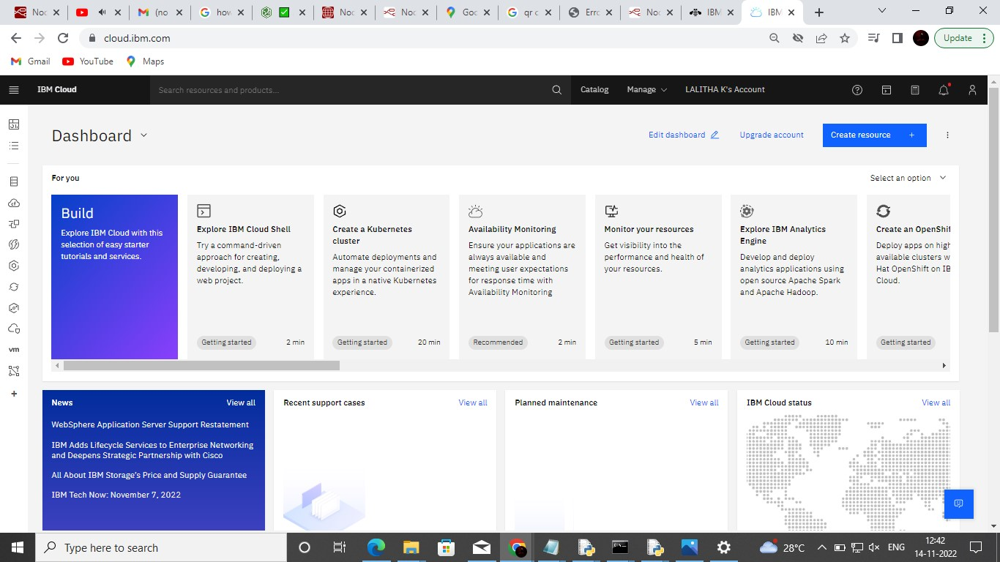 Noc
(no
how
Noc
Noc
Goc
qr c
Erro
Noc
IBM
IBM
cloud.ibm.com
Update
Gmail
YouTube
Maps
IBM Cloud
Search resources and products...
Catalog
Manage
LALITHA K's Account
Dashboard
Edit dashboard
Upgrade account
Create resource +
For you
Select an option
Build
Explore IBM Cloud with this
selection of easy starter
tutorials and services.
Explore IBM Cloud Shell
Try a command-driven
approach for creating,
developing, and deploying a
web project.
Getting started
2 min
Create a Kubernetes
cluster
Automate deployments and
manage your containerized
apps in a native Kubernetes
experience.
Getting started
20 min
Availability Monitoring
Ensure your applications are
always available and
meeting user expectations
for response time with
Availability Monitoring
Recommended
2 min
Monitor your resources
Get visibility into the
performance and health of
your resources.
Getting started
5 min
Explore IBM Analytics
Engine
Develop and deploy
analytics applications using
open source Apache Spark
and Apache Hadoop.
Getting started
10 min
Create an OpenShif
Deploy apps on high
available clusters w
Hat OpenShift on IB
Cloud.
Getting started
vm
News
View all
WebSphere Application Server Support Restatement
IBM Adds Lifecycle Services to Enterprise Networking
and Deepens Strategic Partnership with Cisco
All About IBM Storage's Price and Supply Guarantee
IBM Tech Now: November 7, 2022
Recent support cases
View all
Planned maintenance
View all
IBM Cloud status
View all
Type here to search
28°C
ENG
12:42
14-11-2022